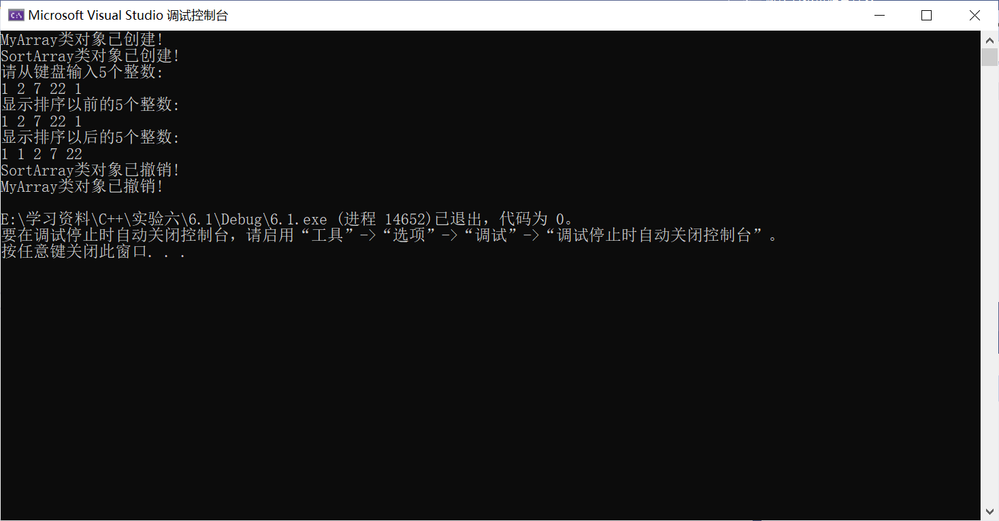 Microsoft Visual Studio 调试控制台
MyArray类对象已创建!
SortArray类对象已创建!
请从键盘输入5个整数:
1 2 7 22 1
显示排序以前的5个整数:
1 2 7 22 1
显示排序以后的5个整数:
1 1 2 7 22
SortArray类对象已撤销!
MyArray类对象已撤销!
E:\学习资料\C++\实验六\6.1\Debug\6.1.exe (进程 14652)已退出，代码为 0。
要在调试停止时自动关闭控制台，请启用“工具”->“选项”->“调试”->“调试停止时自动关闭控制台”。
按任意键关闭此窗口. . .